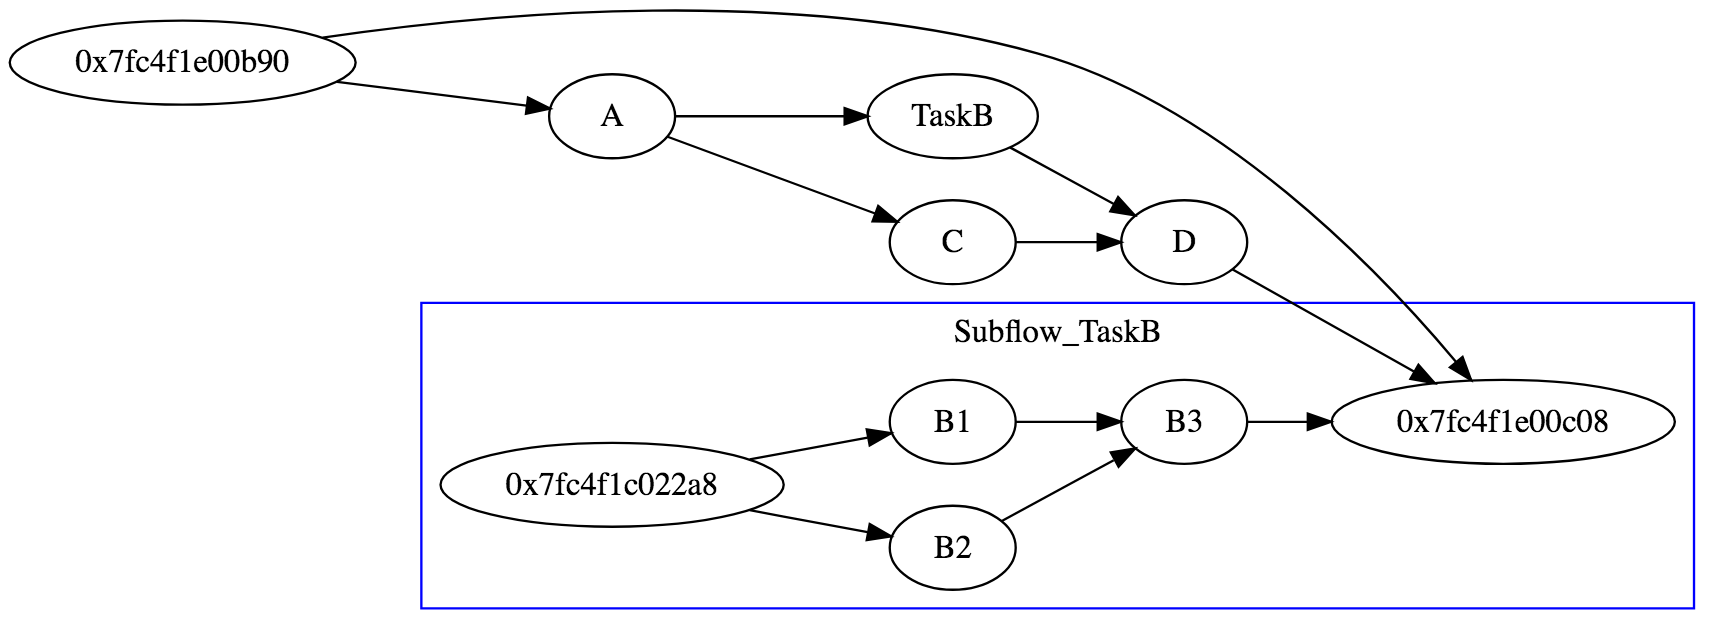 0x7fc4f1e00b90
A
TaskB
C
D
Subflow_TaskB
B1
B3
0x7fc4f1e00c08
0x7fc4f1c022a8
B2